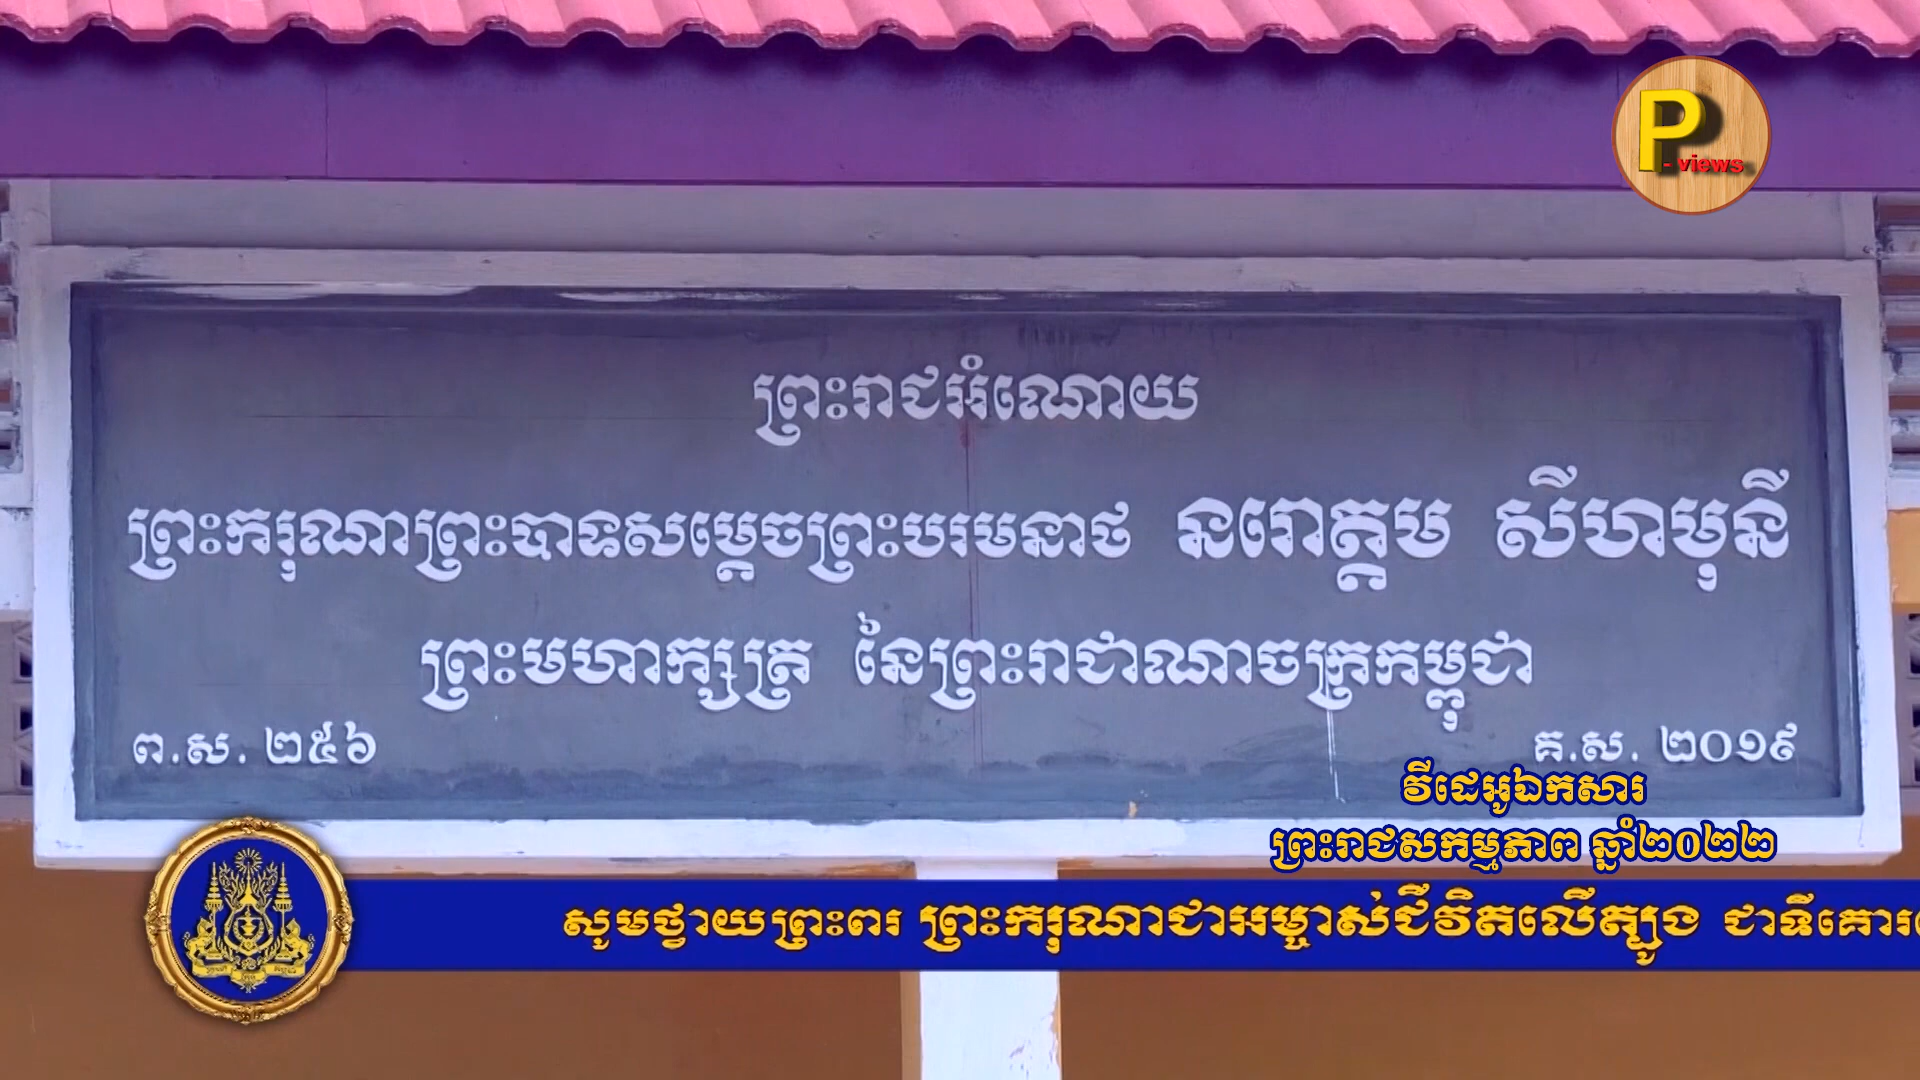 P
- views
ព្រះរាជអំណោយ
ព្រះករុណាព្រះបាទសម្ដេចព្រះបរមនាថ នរោត្ដម សីហមុនី
ព្រះមហាក្សត្រ នៃព្រះរាជាណាចក្រកម្ពុជា
ព.ស. ២៥៦
គ.ស. ២០១៩
វីដេអូឯកសារ
ព្រះរាជសកម្មភាព ឆ្នាំ២០២២
សូមថ្វាយព្រះពរ ព្រះករុណាជាអម្ចាស់ជីវិតលើត្បូង ជាទីគោរព